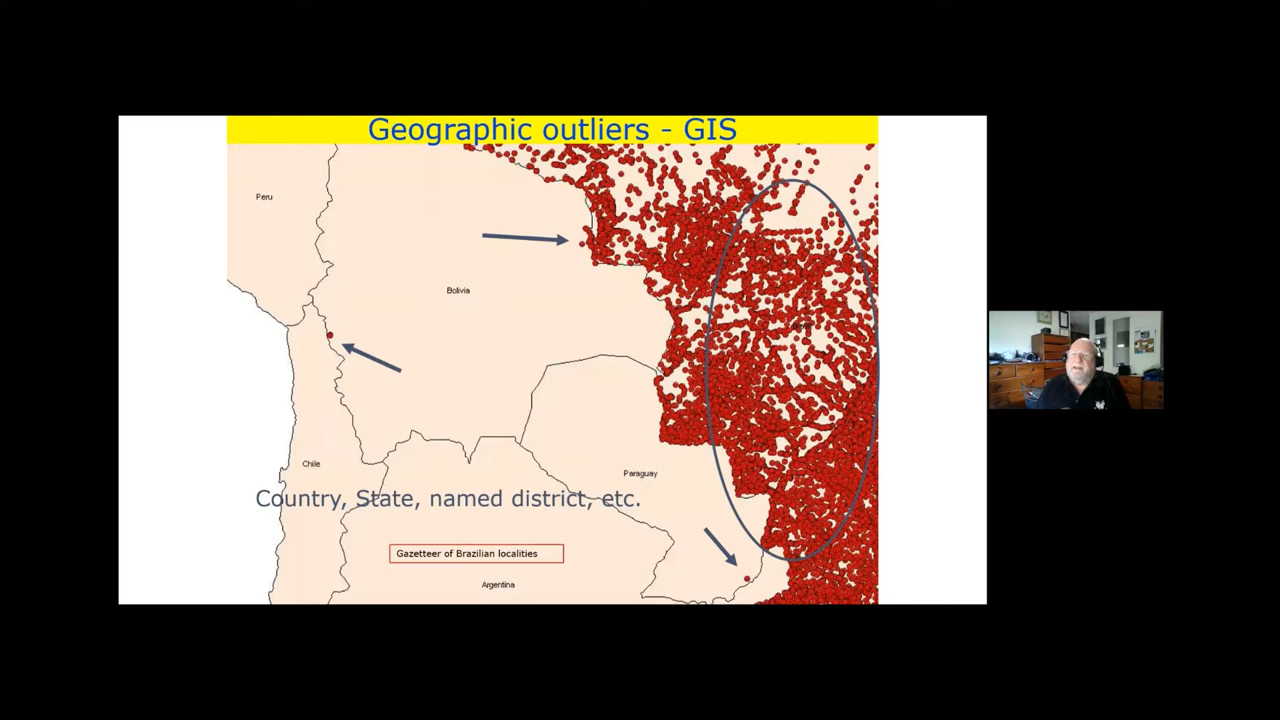 Geographic outliers - GIS
Peru
Bolivia
Chile
Paraguay
Country, State, named district, etc.
Gazetteer of Brazilian localities
Argentina